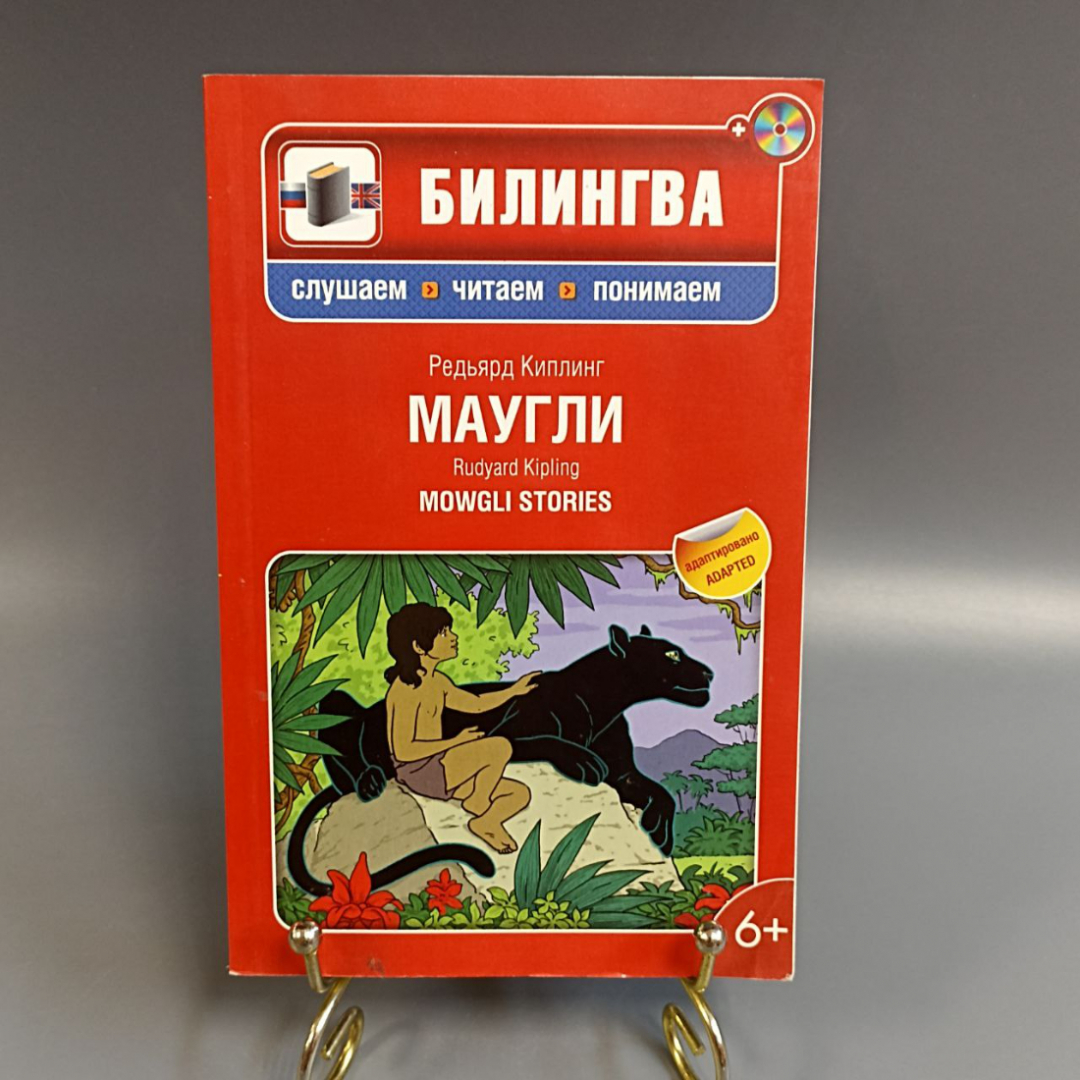 БИЛИНГВА
слушаем читаем понимаем
Редьярд Киплинг
МАУГЛИ
Rudyard Kipling
MOWGLI STORIES
адаптировано
ADAPTED
6+